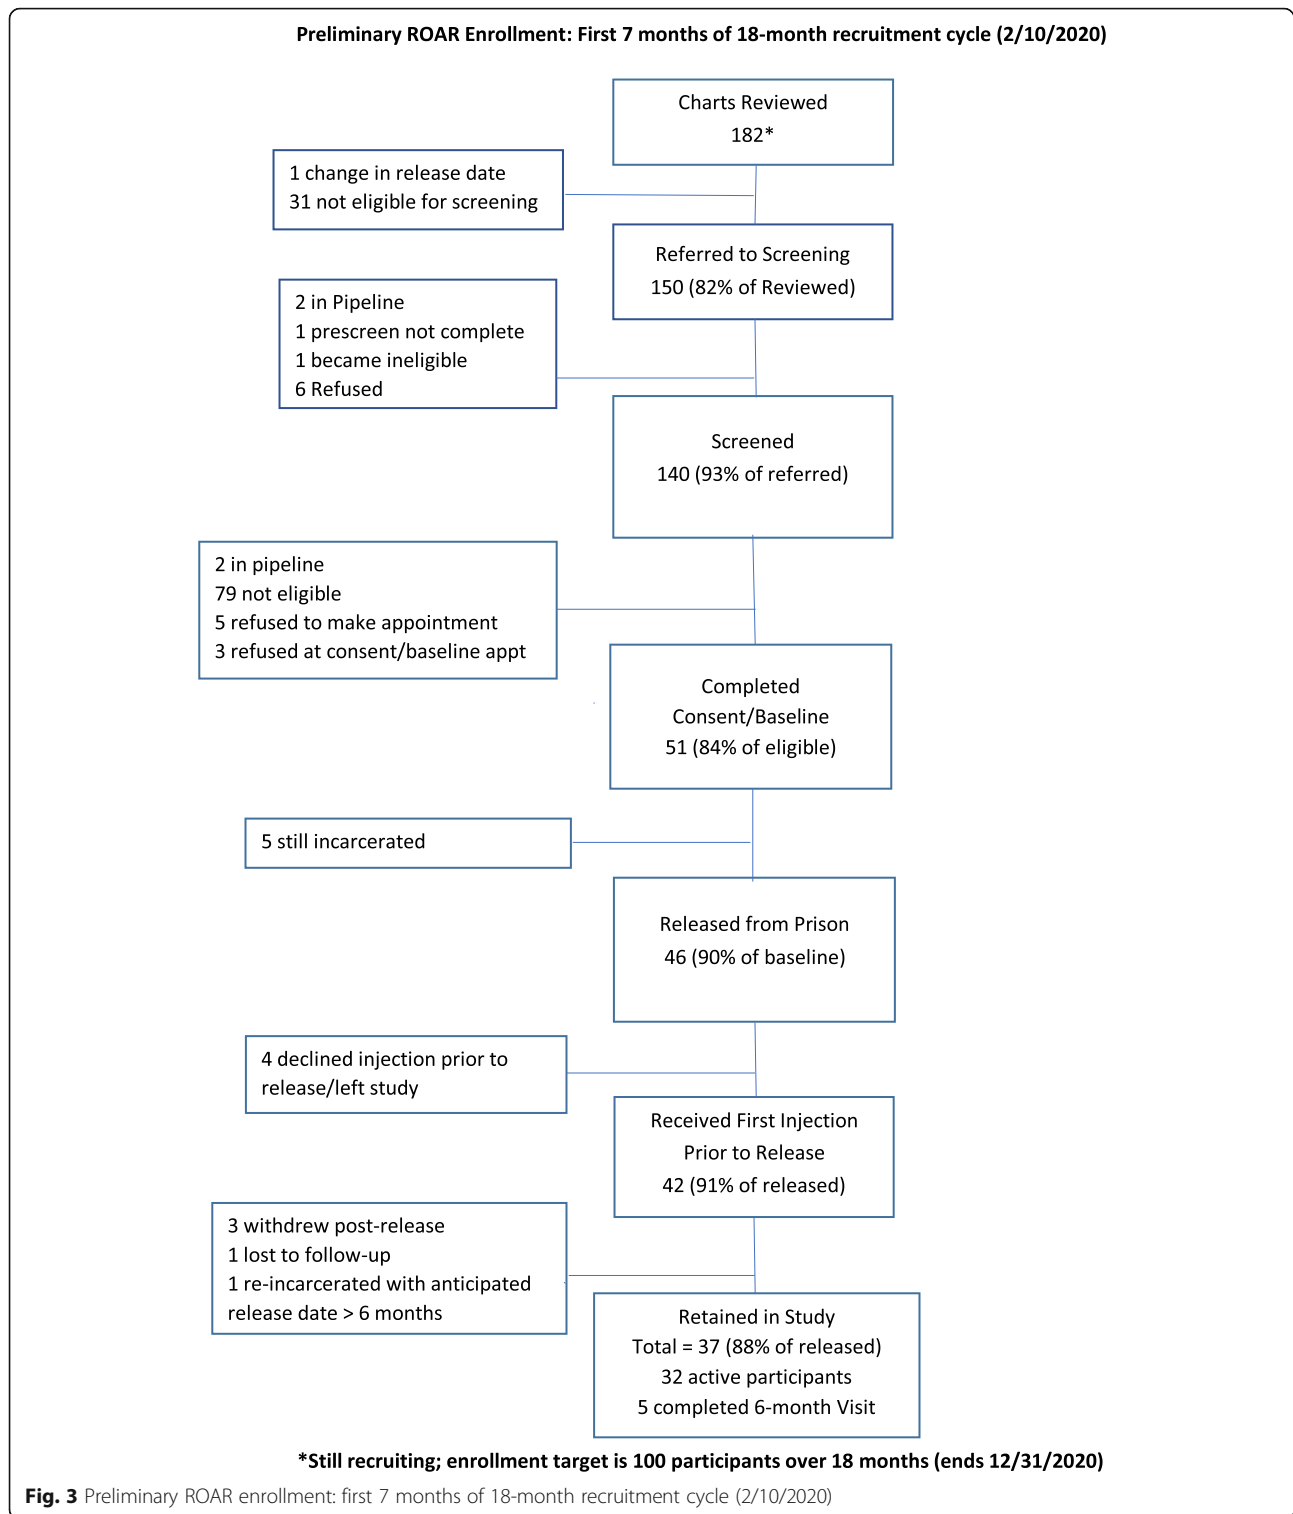 Preliminary ROAR Enrollment: First 7 months of 18-month recruitment cycle (2/10/2020)
Charts Reviewed
182*
1 change in release date
31 not eligible for screening
Referred to Screening
150 (82% of Reviewed)
2 in Pipeline
1 prescreen not complete
1 became ineligible
6 Refused
Screened
140 (93% of referred)
2 in pipeline
79 not eligible
5 refused to make appointment
3 refused at consent/baseline appt
Completed
Consent/Baseline
51 (84% of eligible)
5 still incarcerated
Released from Prison
46 (90% of baseline)
4 declined injection prior to
release/left study
Received First Injection
Prior to Release
42 (91% of released)
3 withdrew post-release
1 lost to follow-up
1 re-incarcerated with anticipated
release date > 6 months
Retained in Study
Total = 37 (88% of released)
32 active participants
5 completed 6-month Visit
*Still recruiting; enrollment target is 100 participants over 18 months (ends 12/31/2020)
Fig. 3 Preliminary ROAR enrollment: first 7 months of 18-month recruitment cycle (2/10/2020)